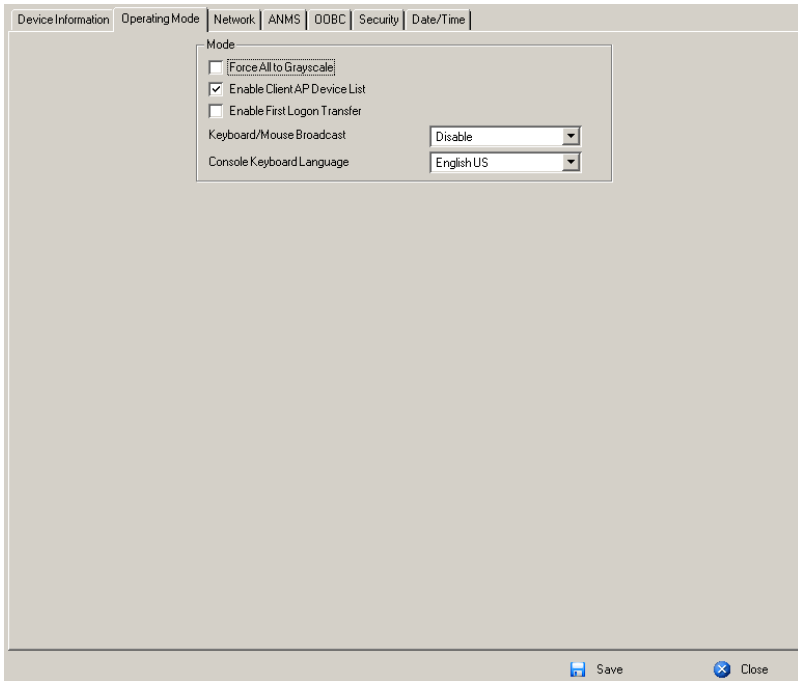 Device Information Operating Mode Network ANMS OOBC Security Date/Time
Mode
Force All to Grayscale
Enable Client AP Device List
Enable First Logon Transfer
Keyboard/Mouse Broadcast Disable
Console Keyboard Language English US
Save Close